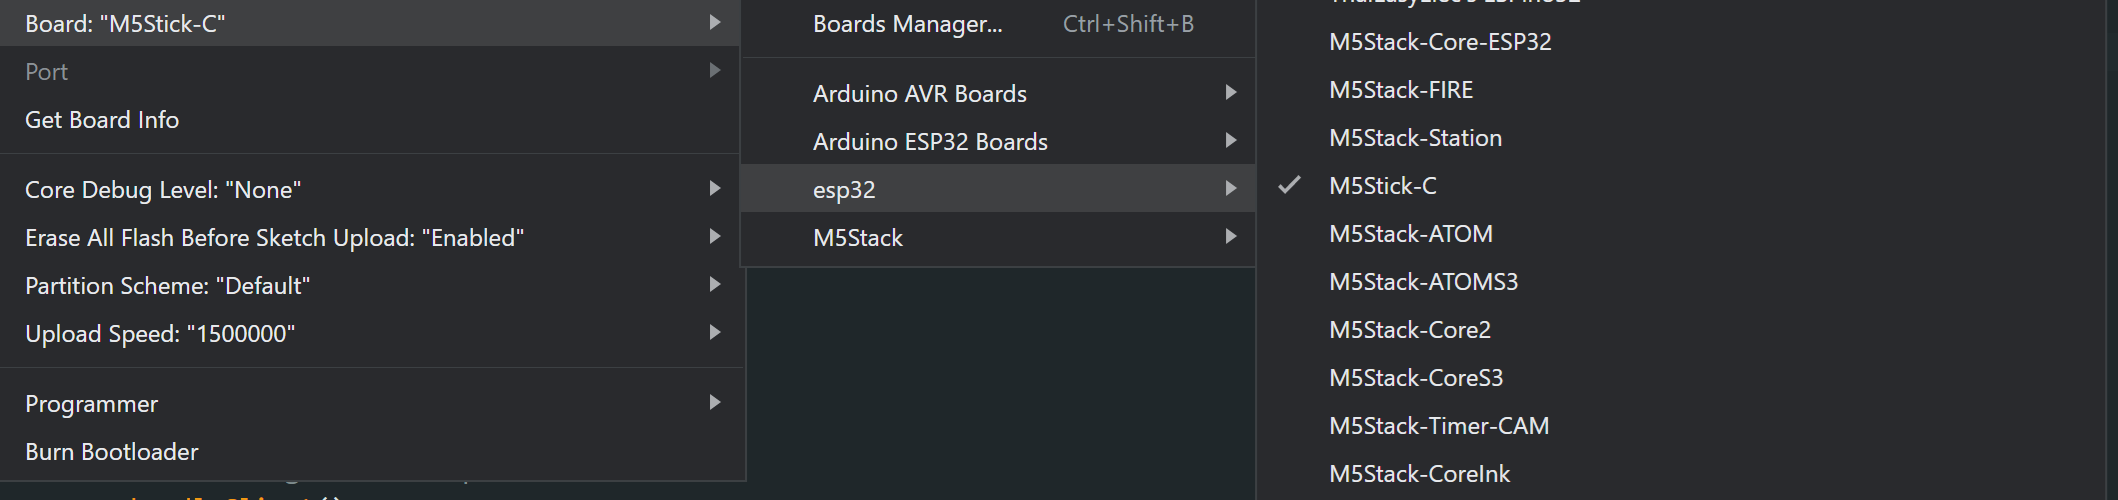 Board: "M5Stick-C"
Port
Get Board Info
Core Debug Level: "None"
Erase All Flash Before Sketch Upload: "Enabled"
Partition Scheme: "Default"
Upload Speed: "1500000"
Programmer
Burn Bootloader
Boards Manager... Ctrl+Shift+B
Arduino AVR Boards
Arduino ESP32 Boards
esp32
M5Stack
M5Stack-Core-ESP32
M5Stack-FIRE
M5Stack-Station
M5Stick-C
M5Stack-ATOM
M5Stack-ATOMS3
M5Stack-Core2
M5Stack-CoreS3
M5Stack-Timer-CAM
M5Stack-CoreInk